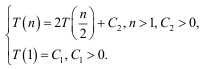 T(n) = 2T(n/2) + C₂, n > 1, C₂ > 0,
T(1) = C₁, C₁ > 0.